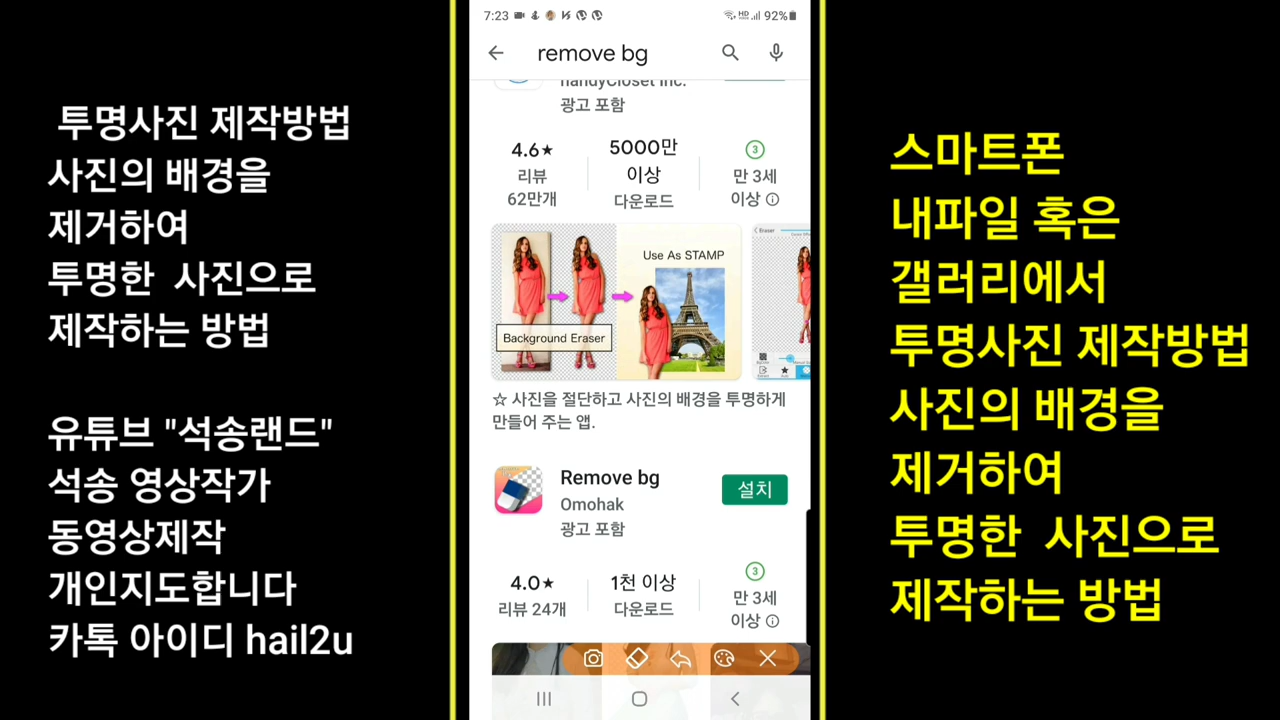 투명사진 제작방법
사진의 배경을
제거하여
투명한 사진으로
제작하는 방법
유튜브 "석송랜드"
석송 영상작가
동영상제작
개인지도합니다
카톡 아이디 hail2u
7:23
HD
92%
remove bg
handyCloset Inc.
광고 포함
4.6★
리뷰
62만개
5000만
이상
다운로드
3
만 3세
이상
Use As STAMP
Background Eraser
Eraser
☆ 사진을 절단하고 사진의 배경을 투명하게
만들어 주는 앱.
Remove bg
설치
Omohak
광고 포함
4.0★
리뷰 24개
1천 이상
다운로드
3
만 3세
이상
스마트폰
내파일 혹은
갤러리에서
투명사진 제작방법
사진의 배경을
제거하여
투명한 사진으로
제작하는 방법